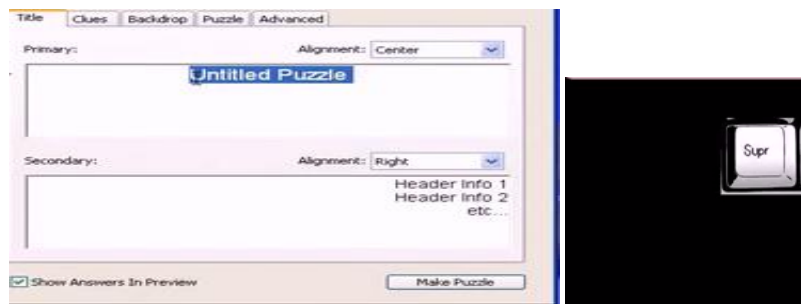 Title Clues Backdrop Puzzle Advanced
Primary: Alignment: Center
Untitled Puzzle
Supr
Secondary: Alignment: Right
Header Info 1
Header Info 2
etc...
Show Answers In Preview Make Puzzle